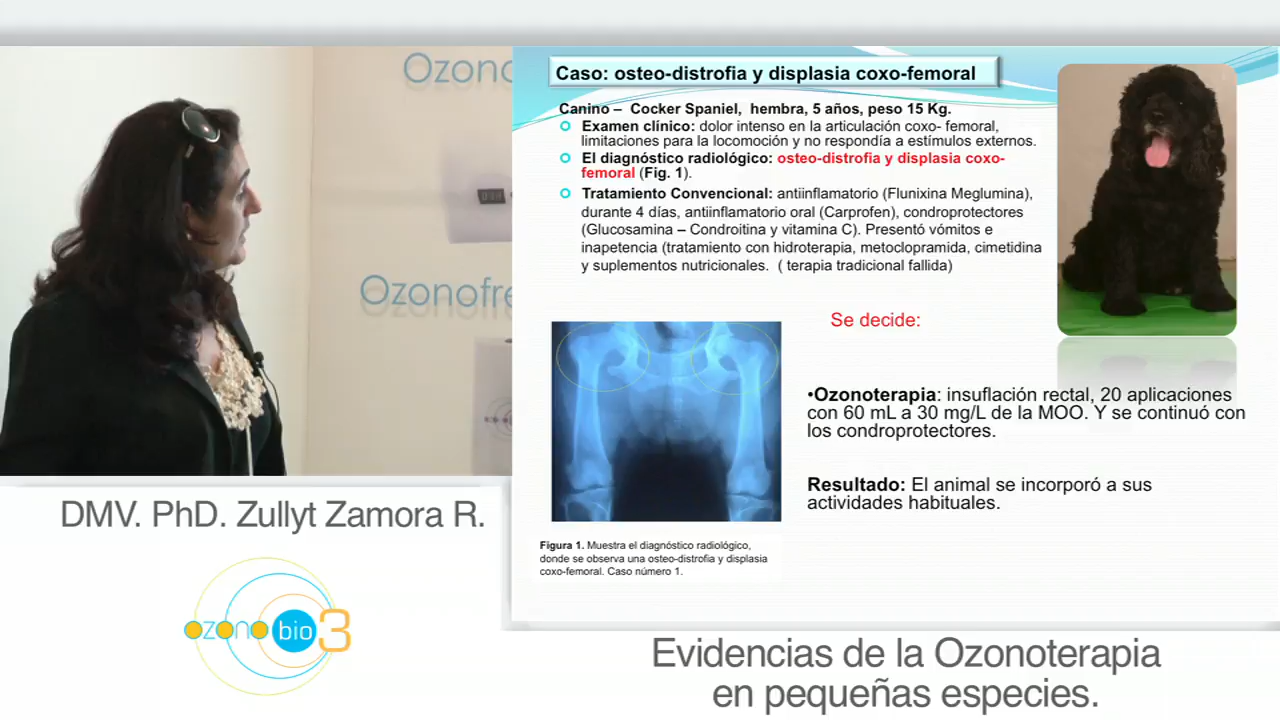 Ozono
Ozonofre
Caso: osteo-distrofia y displasia coxo-femoral
Canino – Cocker Spaniel, hembra, 5 años, peso 15 Kg.
Examen clínico: dolor intenso en la articulación coxo- femoral,
limitaciones para la locomoción y no respondía a estímulos externos.
El diagnóstico radiológico: osteo-distrofia y displasia coxo-
femoral (Fig. 1).
Tratamiento Convencional: antiinflamatorio (Flunixina Meglumina),
durante 4 días, antiinflamatorio oral (Carprofen), condroprotectores
(Glucosamina – Condroitina y vitamina C). Presentó vómitos e
inapetencia (tratamiento con hidroterapia, metoclopramida, cimetidina
y suplementos nutricionales. ( terapia tradicional fallida)
Se decide:
•Ozonoterapia: insuflación rectal, 20 aplicaciones
con 60 mL a 30 mg/L de la MOO. Y se continuó con
los condroprotectores.
Resultado: El animal se incorporó a sus
actividades habituales.
Figura 1. Muestra el diagnóstico radiológico,
donde se observa una osteo-distrofia y displasia
coxo-femoral. Caso número 1.
DMV. PhD. Zullyt Zamora R.
ozono bio 3
Evidencias de la Ozonoterapia
en pequeñas especies.